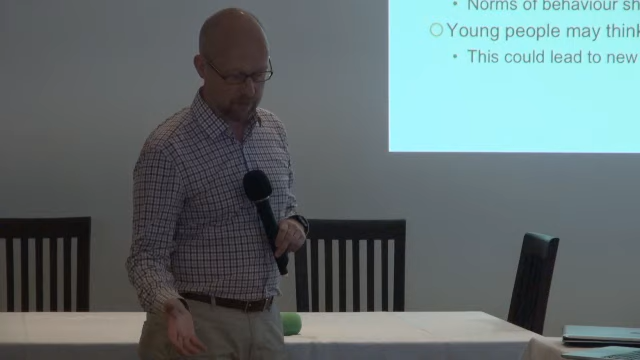 Norms of behaviour sh
Young people may think
This could lead to new